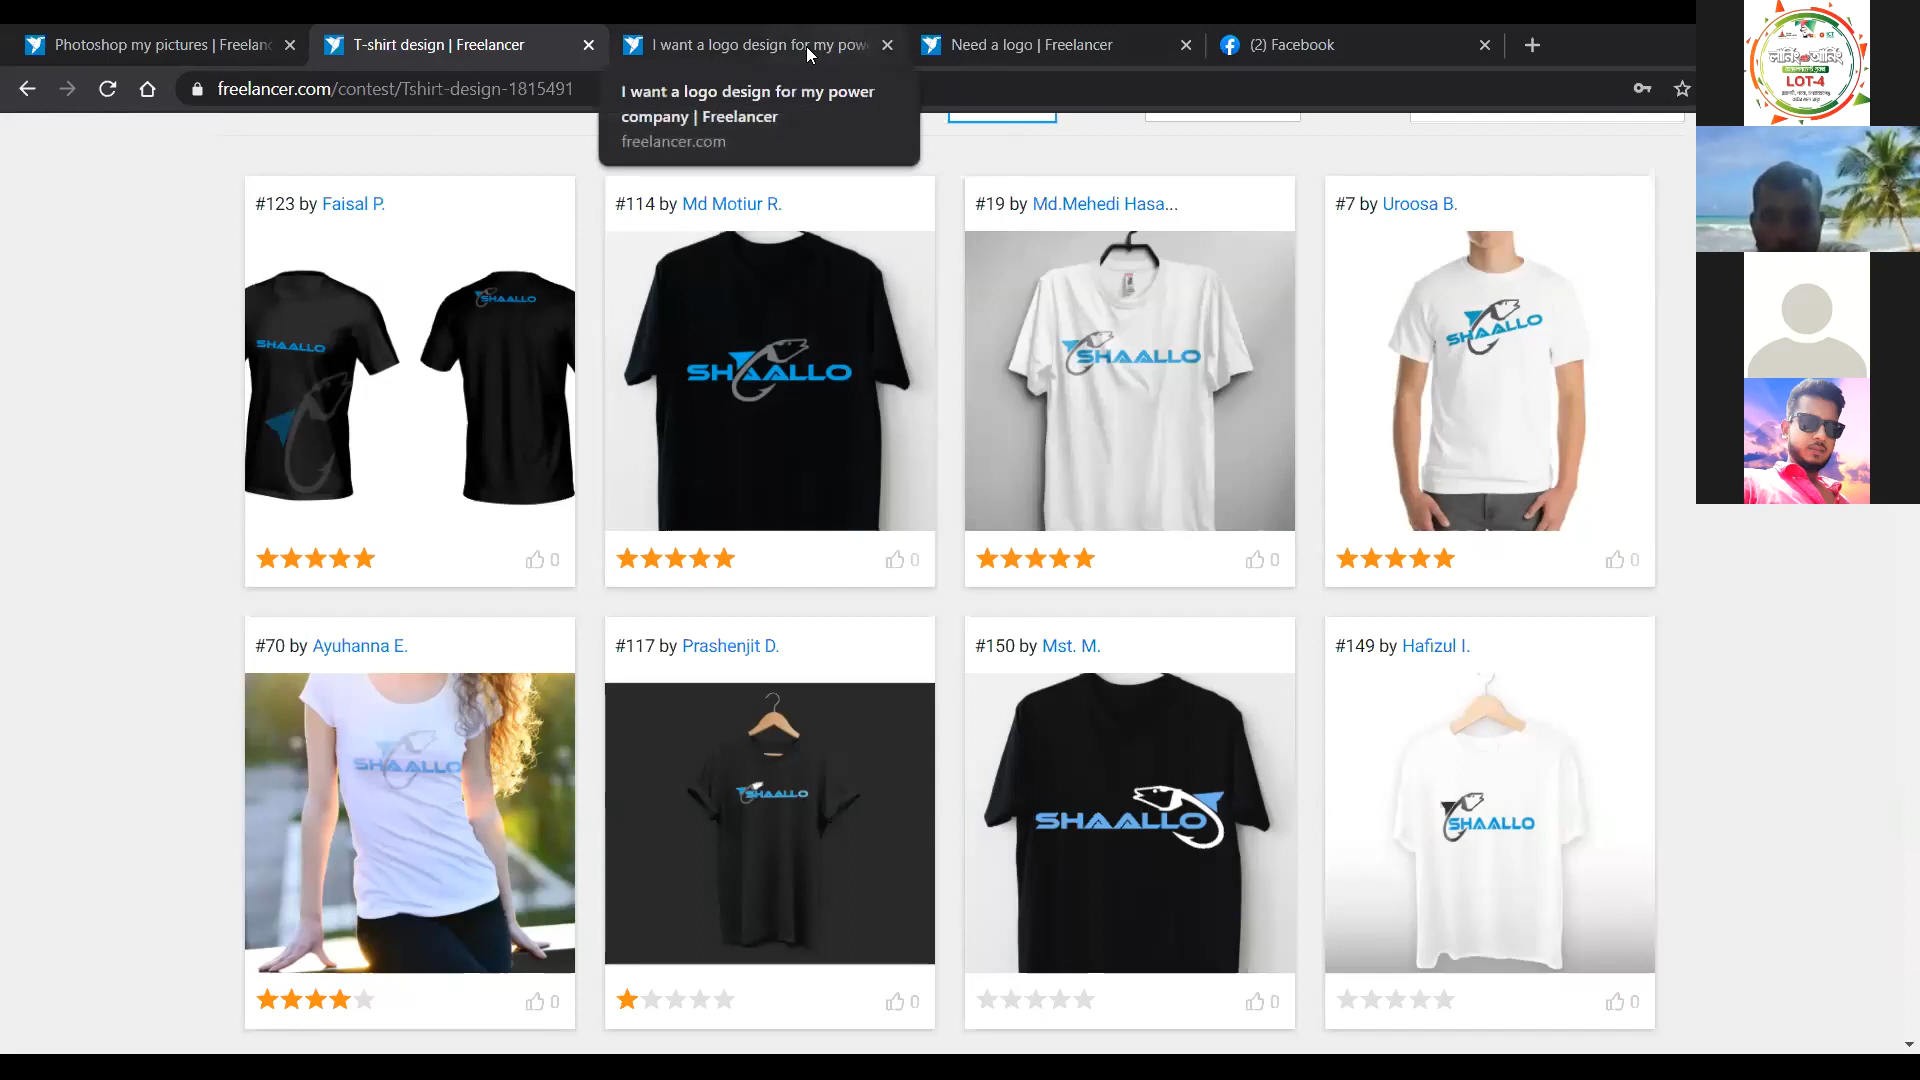 Photoshop my pictures | Freelanc
T-shirt design | Freelancer
I want a logo design for my pow
Need a logo | Freelancer
(2) Facebook
freelancer.com/contest/Tshirt-design-1815491
I want a logo design for my power
company | Freelancer
freelancer.com
লার্নিং আর্নিং
LOT-4
#123 by Faisal P.
#114 by Md Motiur R.
#19 by Md.Mehedi Hasa...
#7 by Uroosa B.
SHAALLO
SHAALLO
SHAALLO
SHAALLO
SHAALLO
0
0
0
0
#70 by Ayuhanna E.
#117 by Prashenjit D.
#150 by Mst. M.
#149 by Hafizul I.
SHAALLO
SHAALLO
SHAALLO
SHAALLO
0
0
0
0